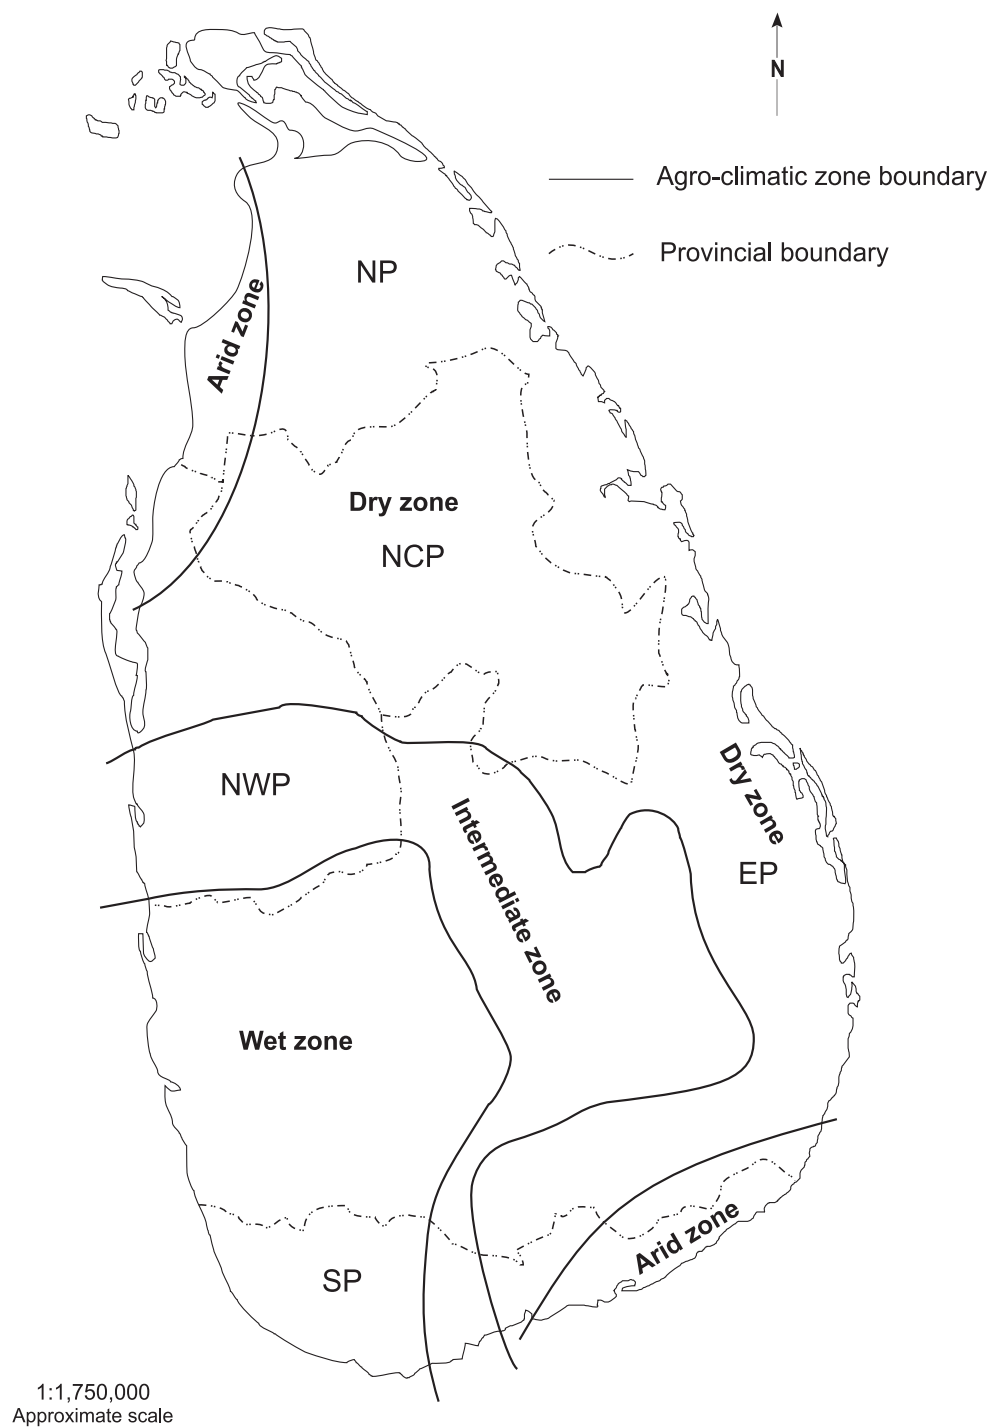 N
Agro-climatic zone boundary
Provincial boundary
NP
Arid zone
Dry zone
NCP
Dry zone
NWP
Intermediate zone
EP
Wet zone
Arid zone
SP
1:1,750,000
Approximate scale